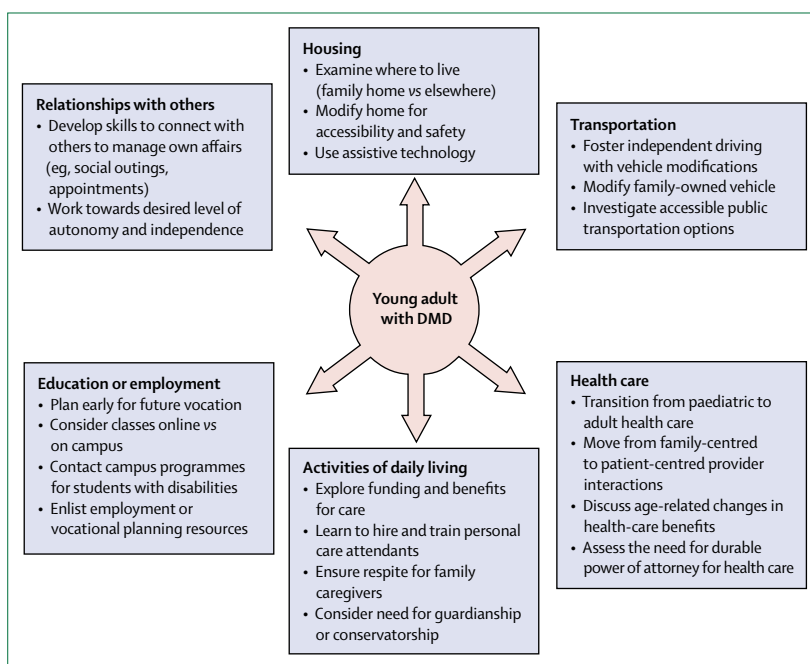 Housing
• Examine where to live
(family home vs elsewhere)
• Modify home for
accessibility and safety
• Use assistive technology
Relationships with others
• Develop skills to connect with
others to manage own affairs
(eg, social outings,
appointments)
• Work towards desired level of
autonomy and independence
Transportation
• Foster independent driving
with vehicle modifications
• Modify family-owned vehicle
• Investigate accessible public
transportation options
Young adult
with DMD
Education or employment
• Plan early for future vocation
• Consider classes online vs
on campus
• Contact campus programmes
for students with disabilities
• Enlist employment or
vocational planning resources
Activities of daily living
• Explore funding and benefits
for care
• Learn to hire and train personal
care attendants
• Ensure respite for family
caregivers
• Consider need for guardianship
or conservatorship
Health care
• Transition from paediatric to
adult health care
• Move from family-centred
to patient-centred provider
interactions
• Discuss age-related changes in
health-care benefits
• Assess the need for durable
power of attorney for health care